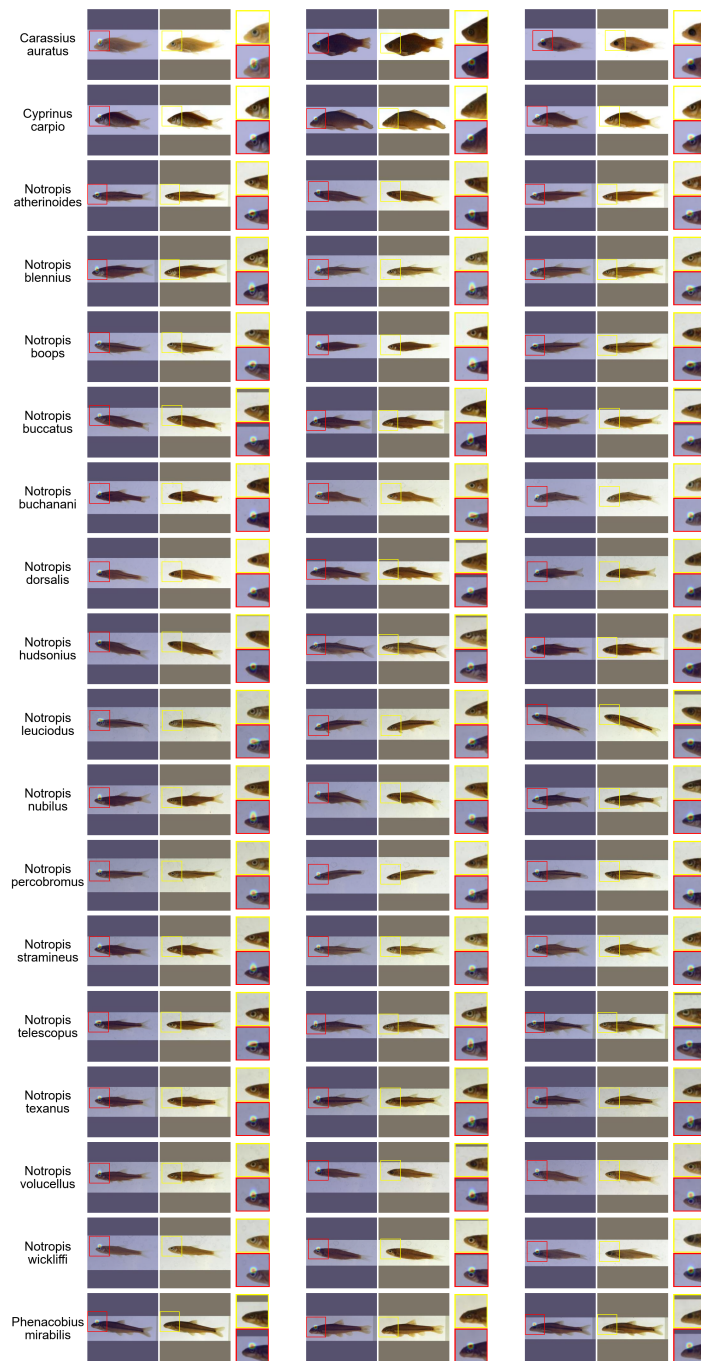 Carassius
auratus
Cyprinus
carpio
Notropis
atherinoides
Notropis
blennius
Notropis
boops
Notropis
buccatus
Notropis
buchanani
Notropis
dorsalis
Notropis
hudsonius
Notropis
leuciodus
Notropis
nubilus
Notropis
percobromus
Notropis
stramineus
Notropis
telescopus
Notropis
texanus
Notropis
volucellus
Notropis
wickliffi
Phenacobius
mirabilis